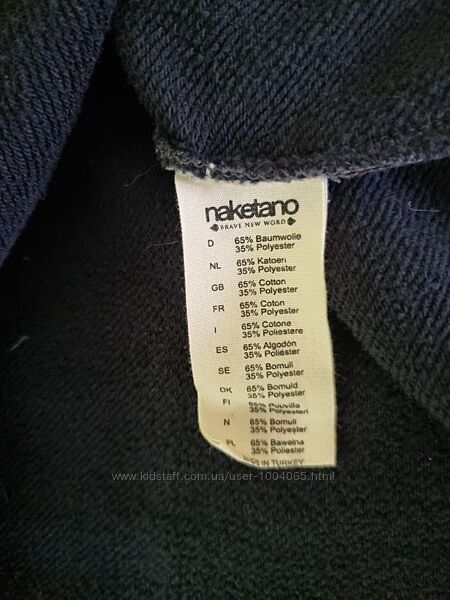 naketano
BRAVE NEW WORD
D 65% Baumwolle
35% Polyester
NL 65% Katoen
35% Polyester
GB 65% Cotton
35% Polyester
FR 65% Coton
35% Polyester
I 65% Cotone
35% Poliestere
ES 65% Algodón
35% Poliéster
SE 65% Bomull
35% Polyester
DK 65% Bomuld
35% Polyester
FI 65% Puuvilla
35% Polyesteri
N 65% Bomull
35% Polyester
PL 65% Bawełna
35% Poliester
IN TURKEY
www.kidstaff.com.ua/user-1004065.html